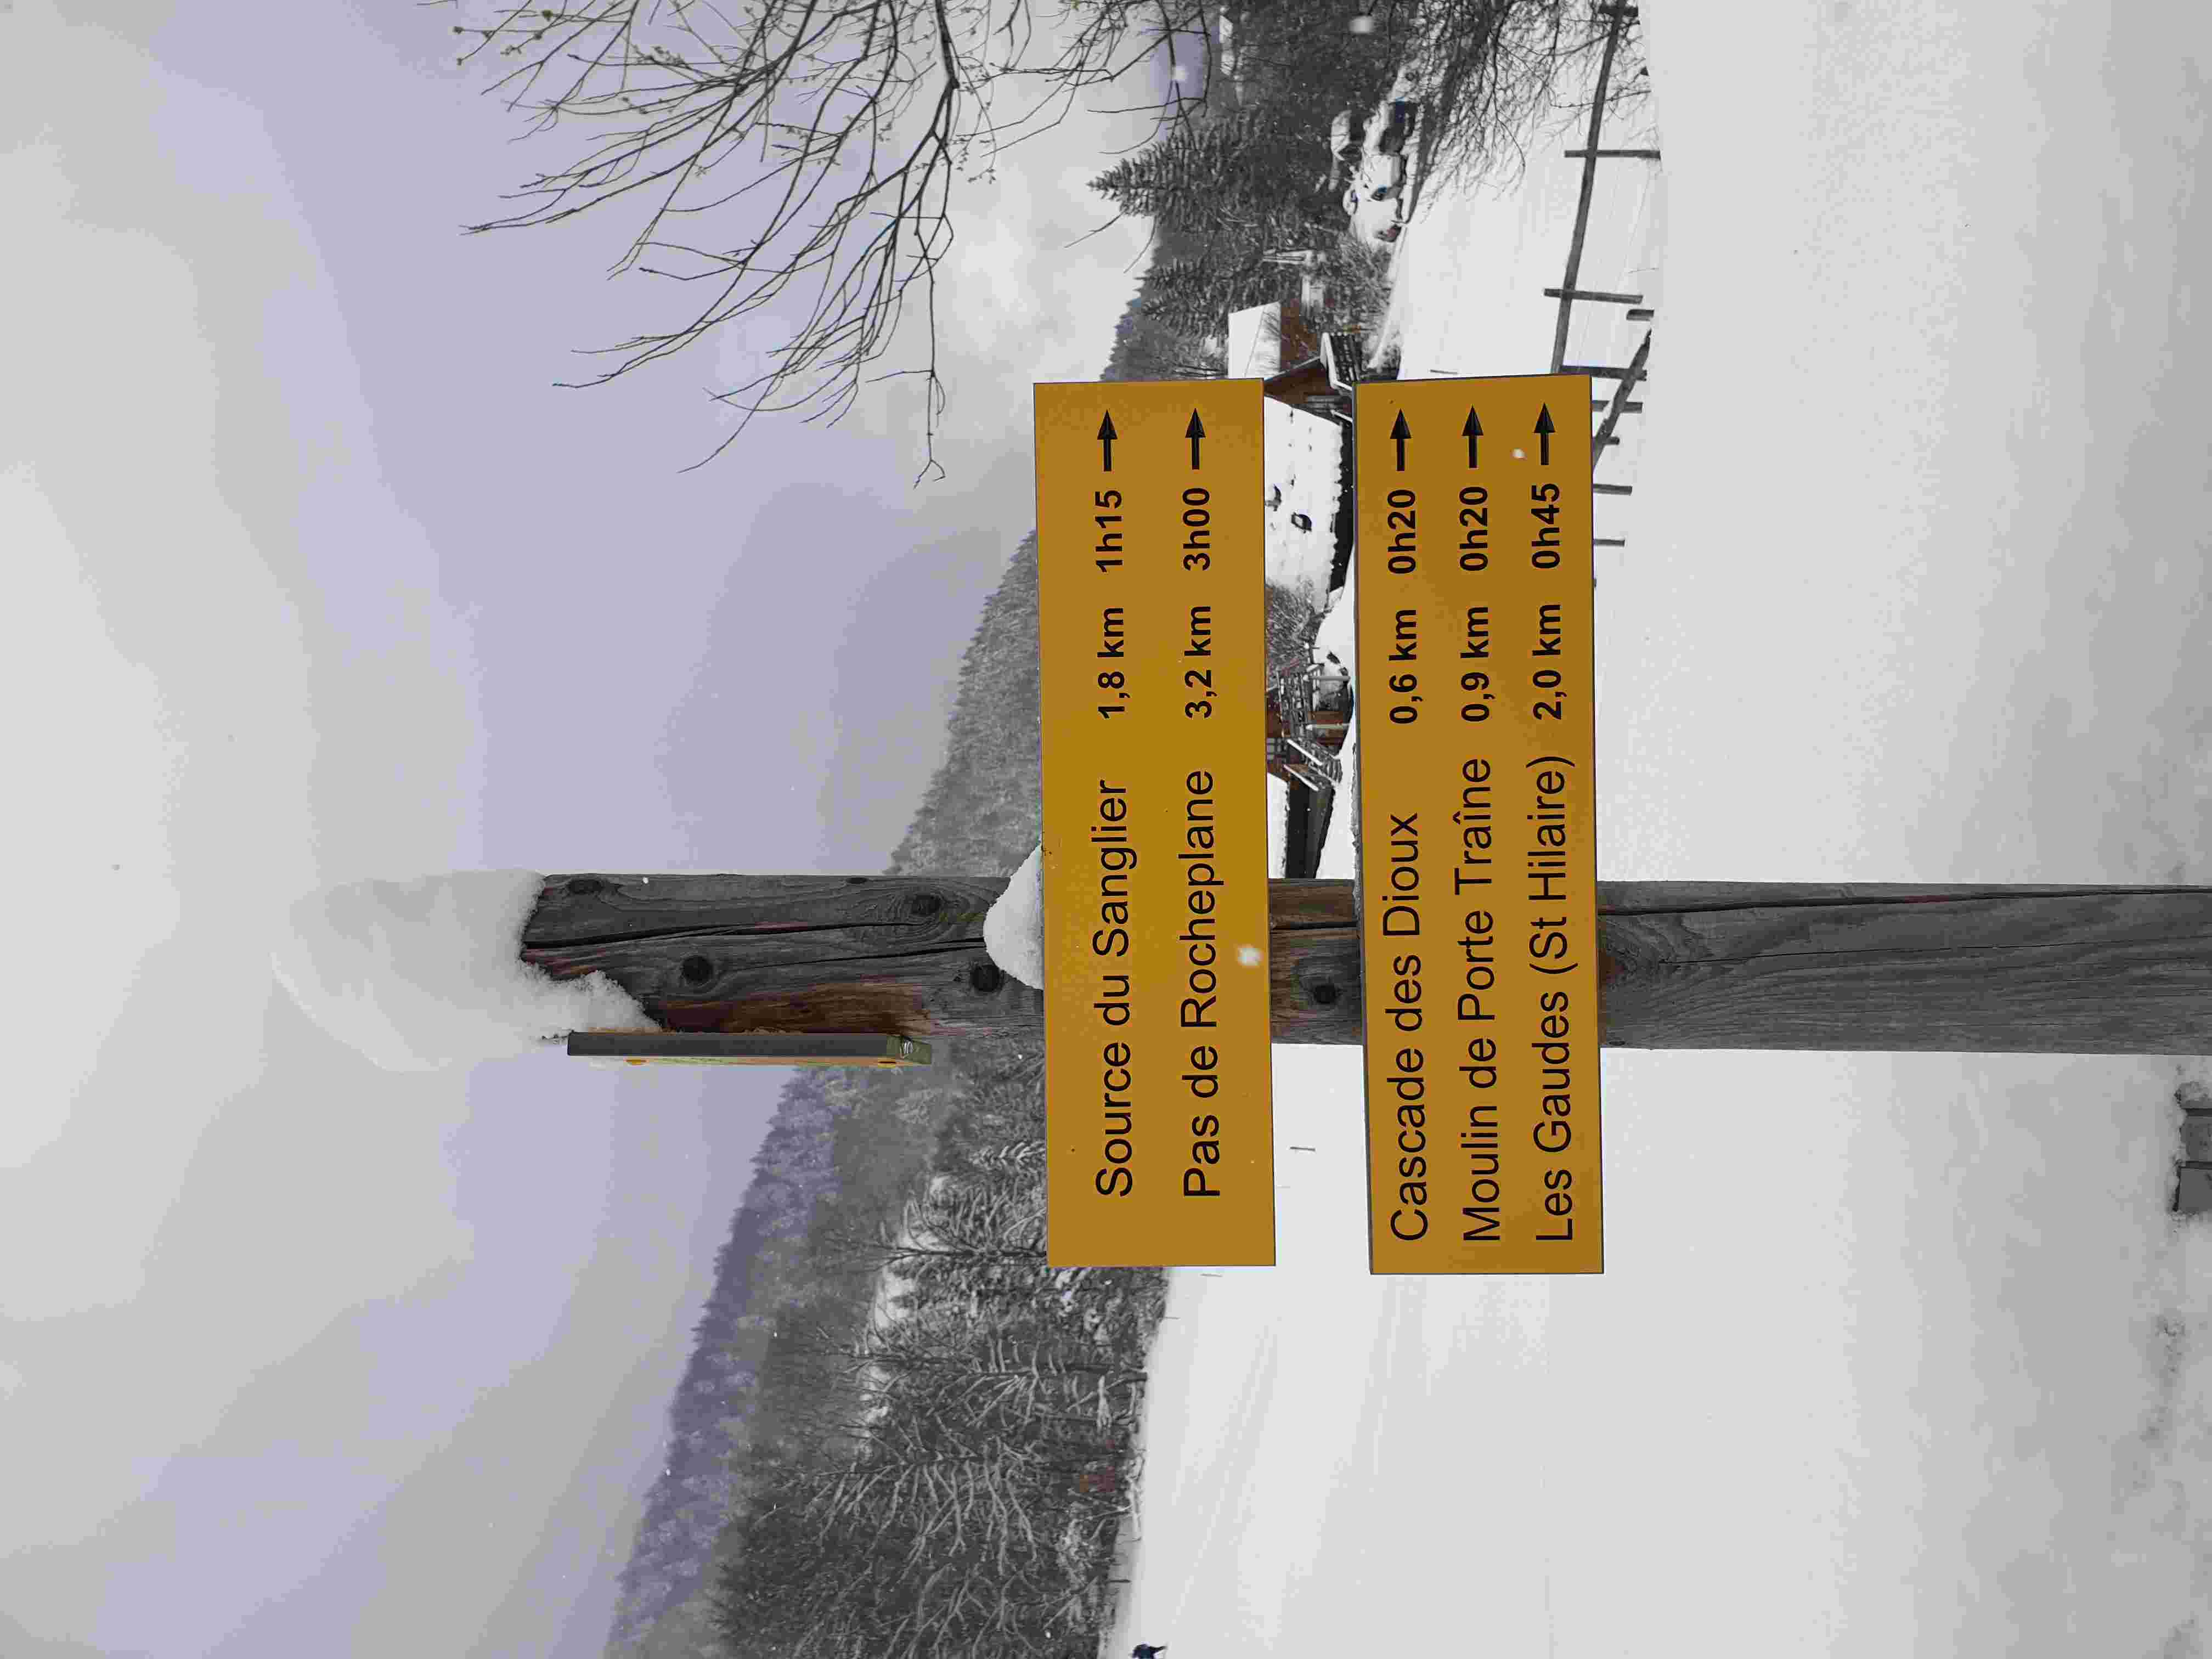 Source du Sanglier 1,8 km 1h15 →
Pas de Rocheplane 3,2 km 3h00 →
Cascade des Dioux 0,6 km 0h20 →
Moulin de Porte Traîne 0,9 km 0h20 →
Les Gaudes (St Hilaire) 2,0 km 0h45 →